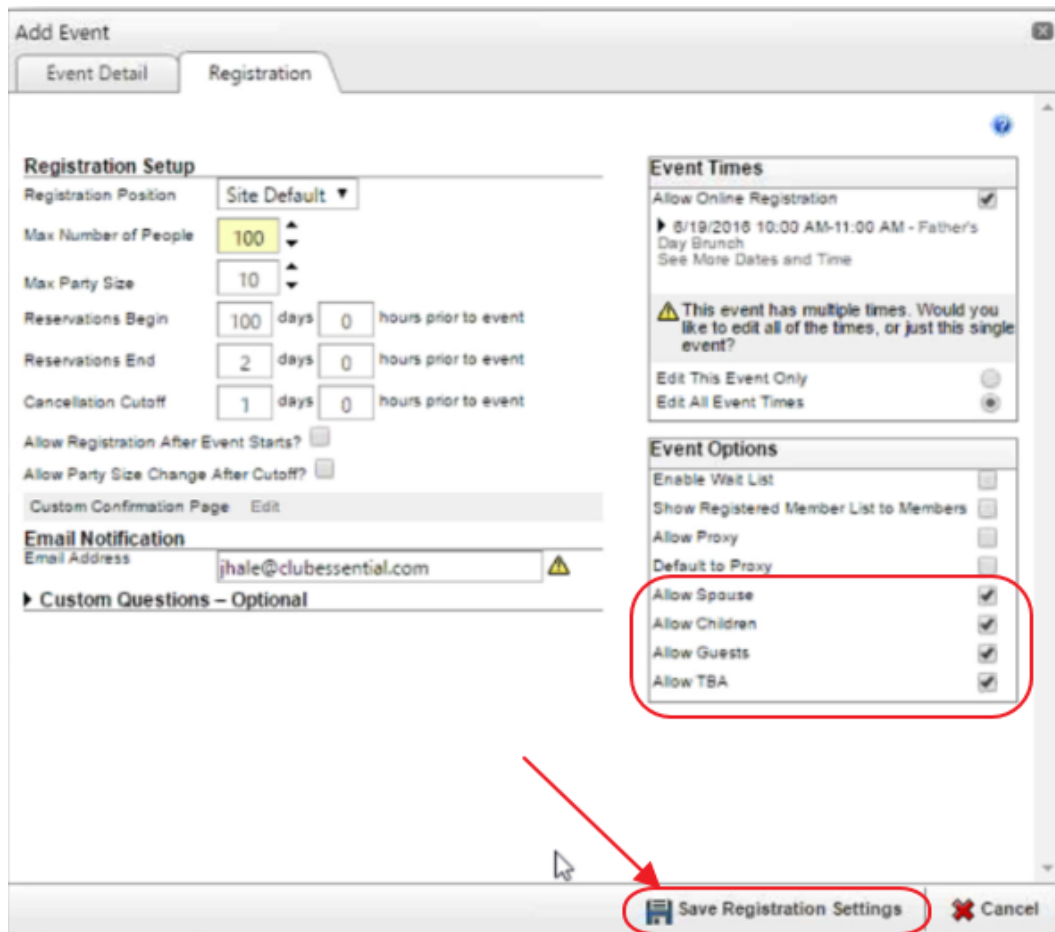 Add Event
Event Detail
Registration
Registration Setup
Registration Position Site Default
Max Number of People 100
Max Party Size 10
Reservations Begin 100 days 0 hours prior to event
Reservations End 2 days 0 hours prior to event
Cancellation Cutoff 1 days 0 hours prior to event
Allow Registration After Event Starts?
Allow Party Size Change After Cutoff?
Custom Confirmation Page Edit
Email Notification
Email Address jhale@clubessential.com
Custom Questions – Optional
Event Times
Allow Online Registration
6/19/2016 10:00 AM-11:00 AM - Father's
Day Brunch
See More Dates and Time
This event has multiple times. Would you
like to edit all of the times, or just this single
event?
Edit This Event Only
Edit All Event Times
Event Options
Enable Wait List
Show Registered Member List to Members
Allow Proxy
Default to Proxy
Allow Spouse
Allow Children
Allow Guests
Allow TBA
Save Registration Settings
Cancel